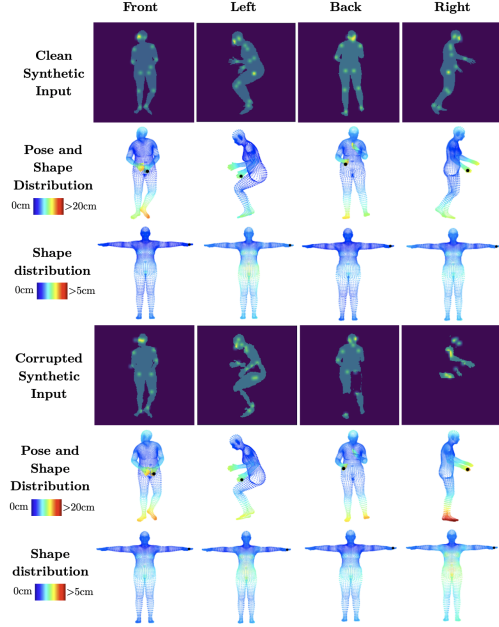 Front Left Back Right
Clean
Synthetic
Input
Pose and
Shape
Distribution
0cm >20cm
Shape
distribution
0cm >5cm
Corrupted
Synthetic
Input
Pose and
Shape
Distribution
0cm >20cm
Shape
distribution
0cm >5cm